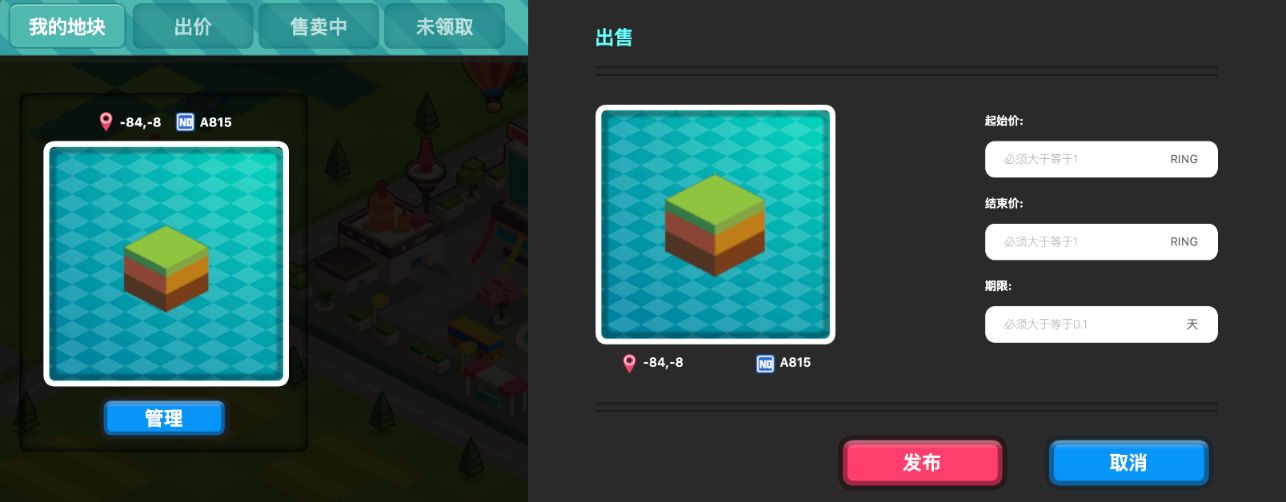 我的地块
出价
售卖中
未领取
-84,-8 NO A815
管理
出售
-84,-8 NO A815
起始价:
必须大于等于1 RING
结束价:
必须大于等于1 RING
期限:
必须大于等于0.1 天
发布
取消